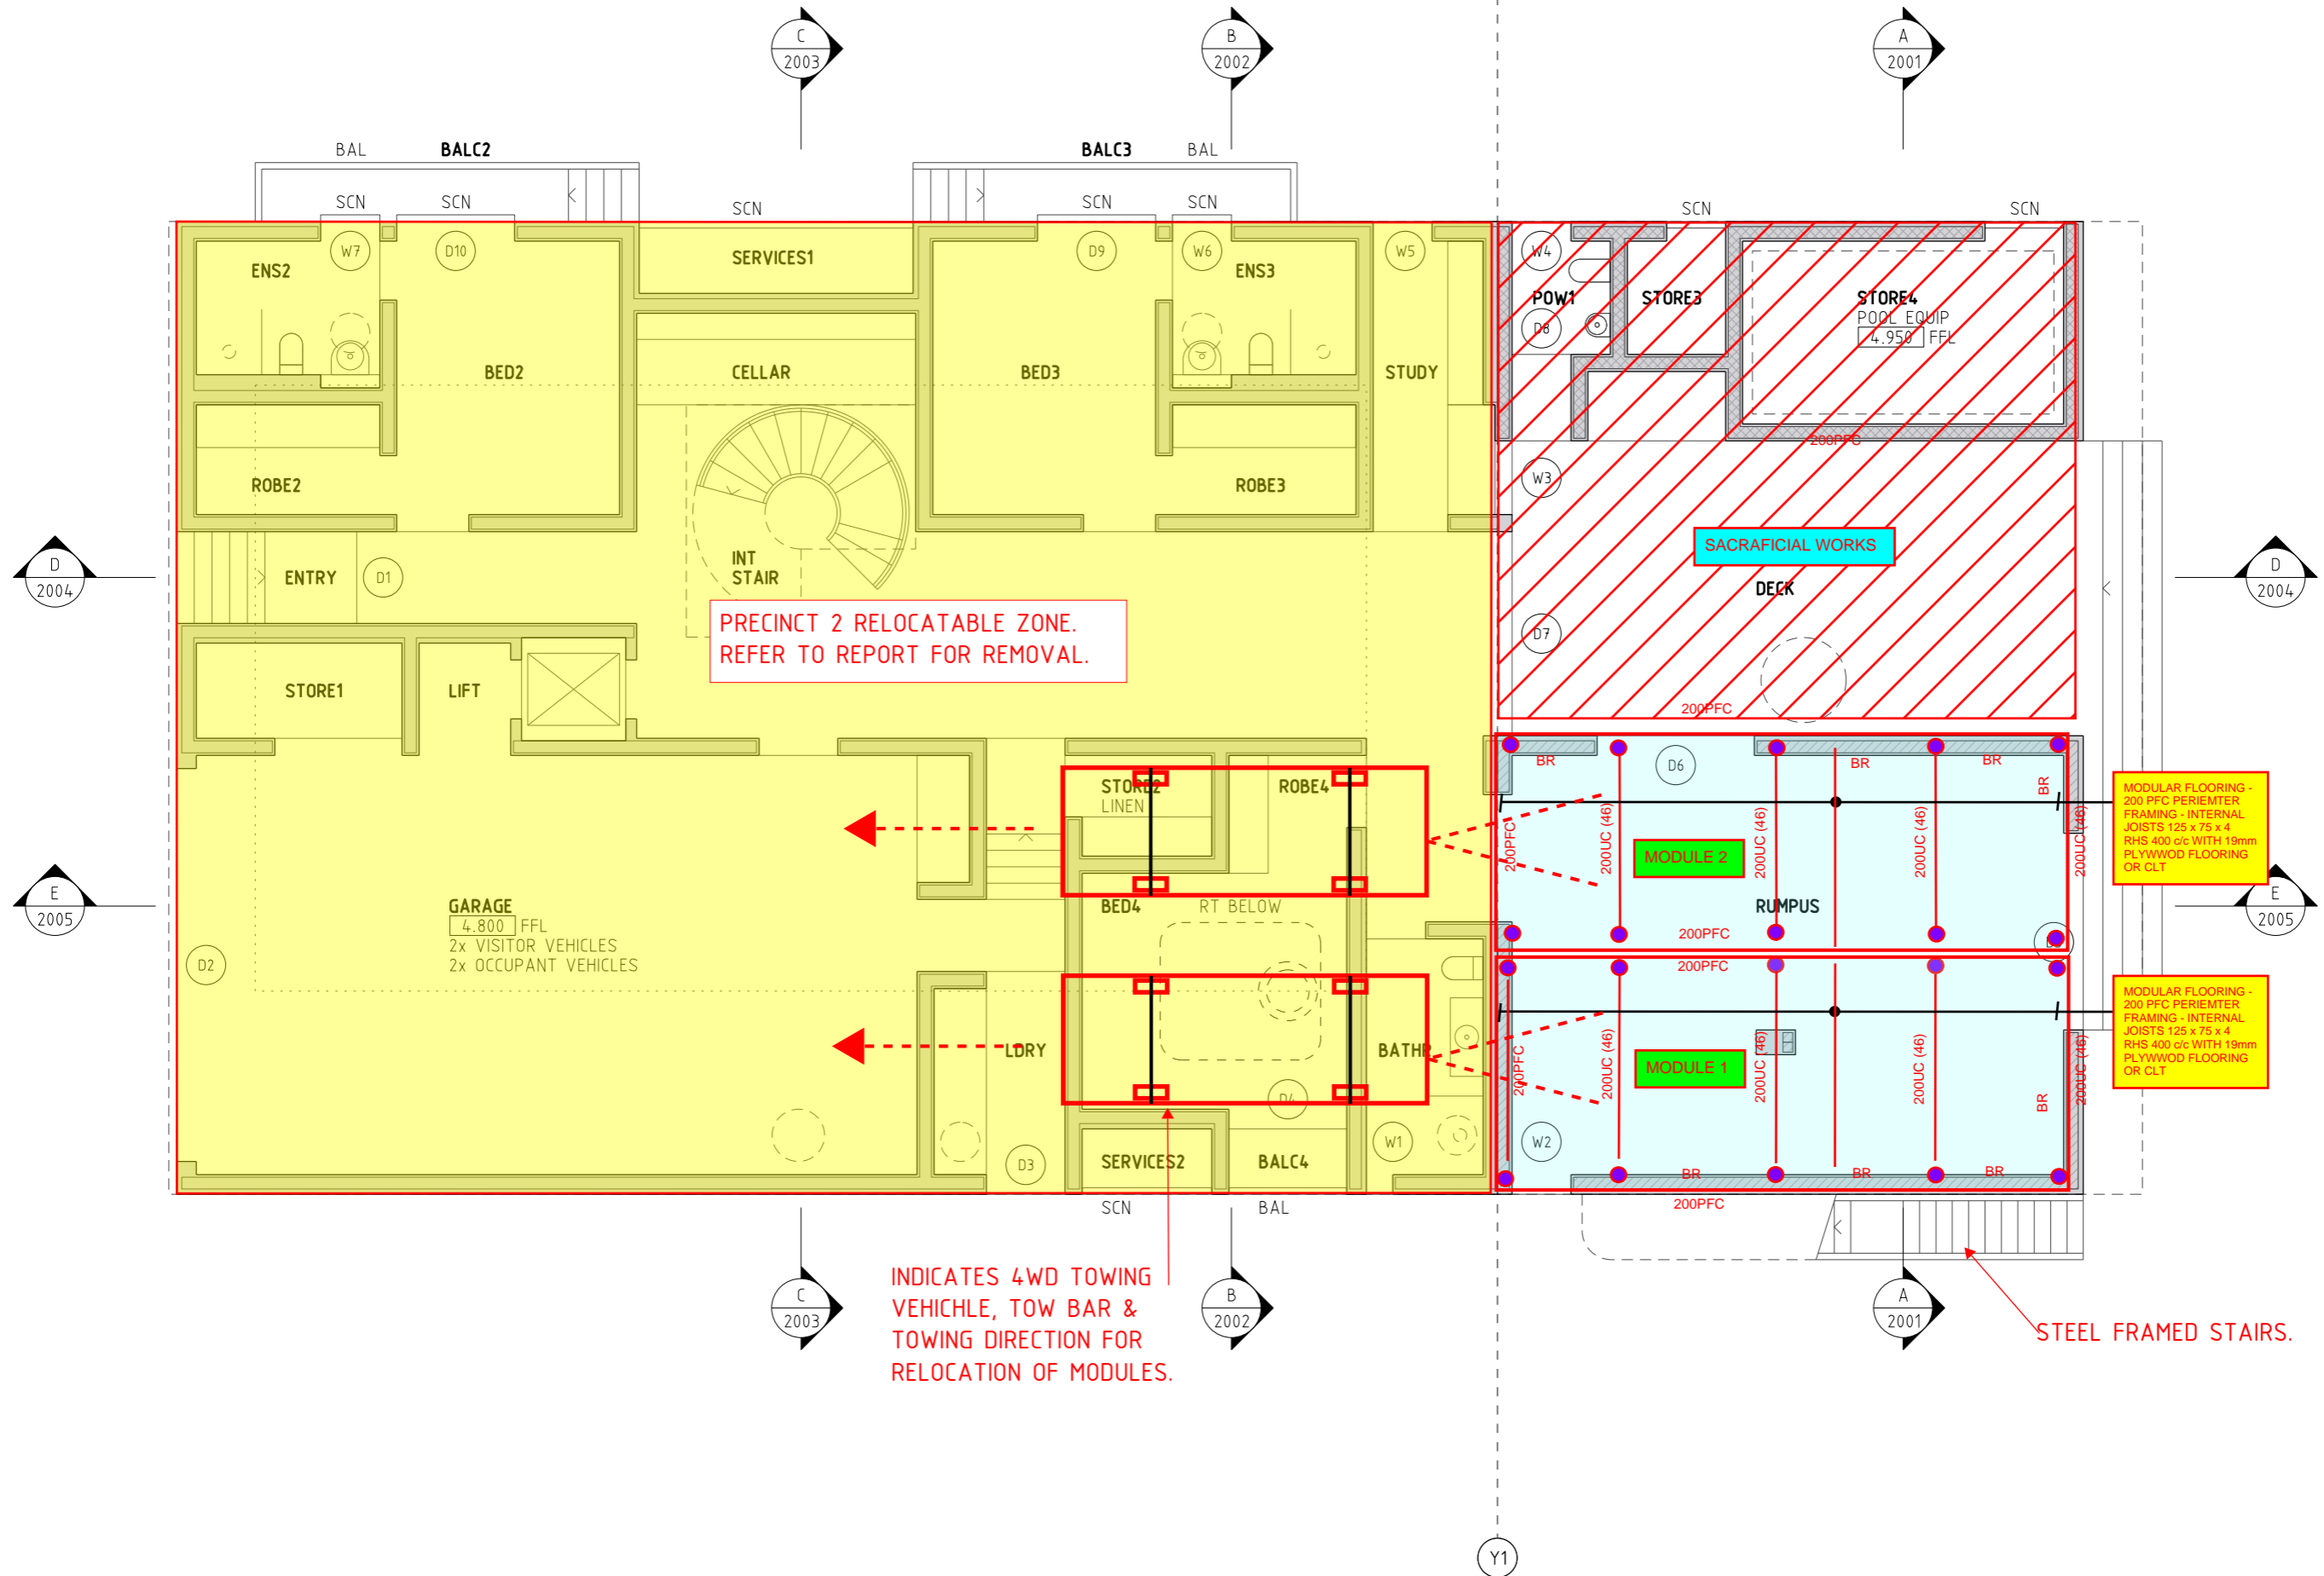 C
2003
B
2002
A
2001
BAL
BALC2
BALC3
BAL
SCN
SCN
SCN
SCN
SCN
SCN
SCN
W7
D10
SERVICES1
D9
W6
W5
W4
ENS2
ENS3
POW1
STORE3
STORE4
POOL EQUIP
4.950 FFL
D8
BED2
CELLAR
BED3
STUDY
200PFC
ROBE2
ROBE3
W3
SACRAFICIAL WORKS
DECK
D
2004
ENTRY
D1
INT
STAIR
D
2004
PRECINCT 2 RELOCATABLE ZONE.
REFER TO REPORT FOR REMOVAL.
D7
STORE1
LIFT
200PFC
BR
D6
BR
BR
BR
STORE2
LINEN
ROBE4
MODULAR FLOORING -
200 PFC PERIEMTER
FRAMING - INTERNAL
JOISTS 125 x 75 x 4
RHS 400 c/c WITH 19mm
PLYWWOD FLOORING
OR CLT
200PFC
200UC (46)
200UC (46)
200UC (46)
200UC (46)
MODULE 2
E
2005
GARAGE
4.800 FFL
2x VISITOR VEHICLES
2x OCCUPANT VEHICLES
BED4
RT BELOW
RUMPUS
E
2005
D2
200PFC
200PFC
MODULAR FLOORING -
200 PFC PERIEMTER
FRAMING - INTERNAL
JOISTS 125 x 75 x 4
RHS 400 c/c WITH 19mm
PLYWWOD FLOORING
OR CLT
LDRY
BATHR
200PFC
200UC (46)
200UC (46)
200UC (46)
200UC (46)
MODULE 1
D4
BR
W1
W2
D3
SERVICES2
BALC4
BR
BR
BR
SCN
BAL
200PFC
INDICATES 4WD TOWING
VEHICHLE, TOW BAR &
TOWING DIRECTION FOR
RELOCATION OF MODULES.
C
2003
B
2002
A
2001
STEEL FRAMED STAIRS.
Y1